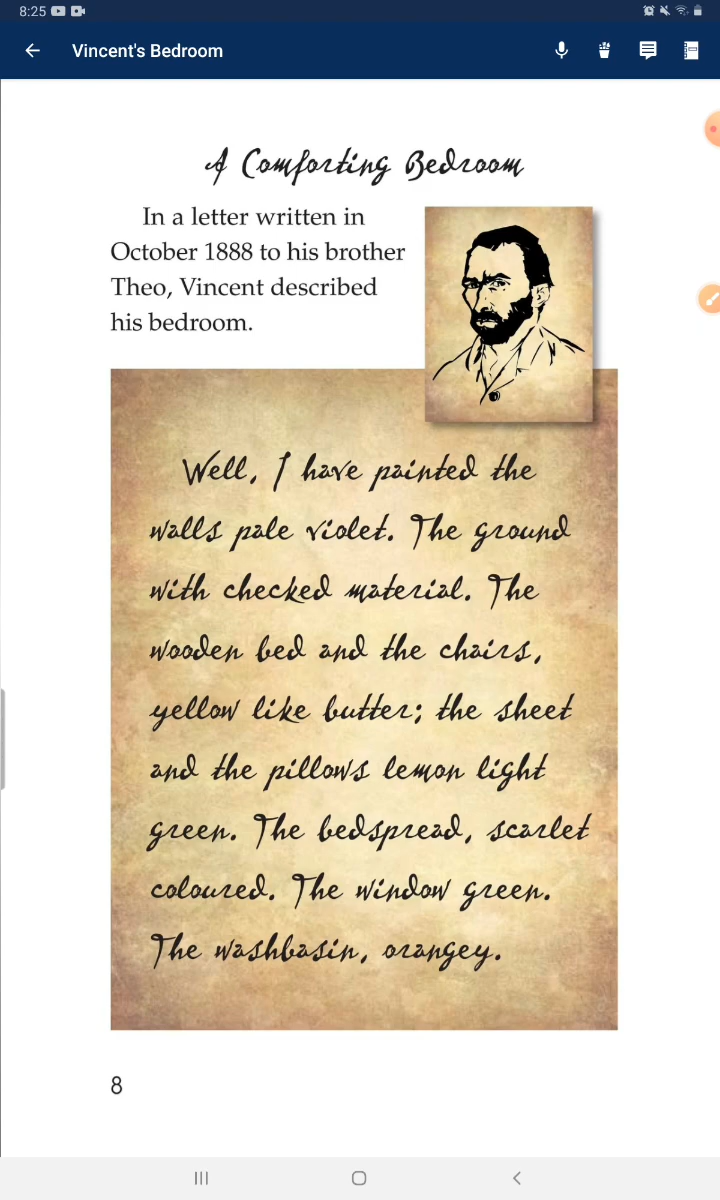 8:25
Vincent's Bedroom
A Comforting Bedroom
In a letter written in
October 1888 to his brother
Theo, Vincent described
his bedroom.
Well, I have painted the
walls pale violet. The ground
with checked material. The
wooden bed and the chairs,
yellow like butter; the sheet
and the pillows lemon light
green. The bedspread, scarlet
coloured. The window green.
The washbasin, orangey.
8